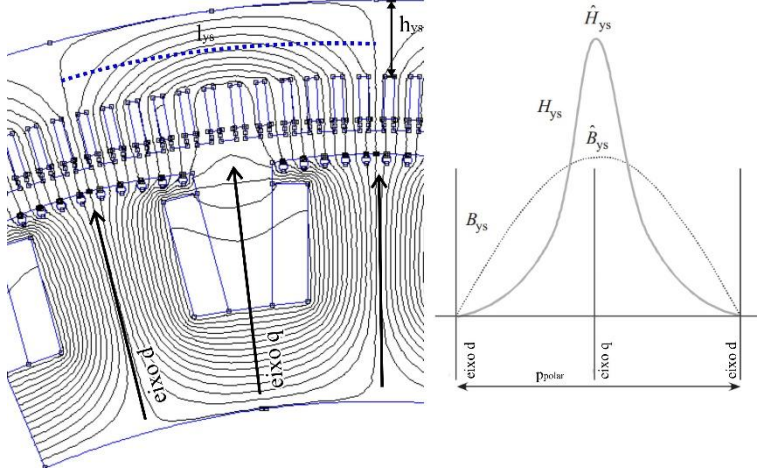 l_ys
h_ys
eixo d
eixo q
Ĥ_ys
H_ys
B̂_ys
B_ys
eixo d
eixo q
eixo d
p_polar